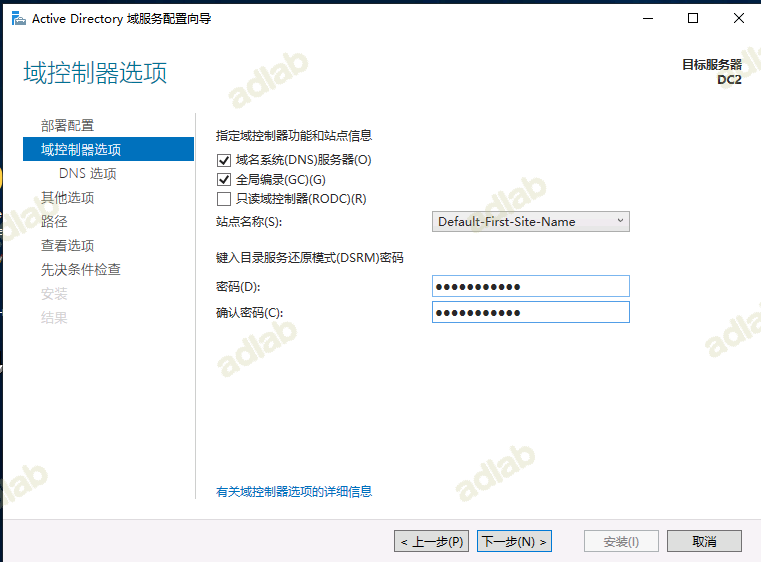 Active Directory 域服务配置向导
域控制器选项
目标服务器
DC2
部署配置
域控制器选项
DNS 选项
其他选项
路径
查看选项
先决条件检查
安装
结果
指定域控制器功能和站点信息
域名系统(DNS)服务器(O)
全局编录(GC)(G)
只读域控制器(RODC)(R)
站点名称(S):
Default-First-Site-Name
键入目录服务还原模式(DSRM)密码
密码(D):
●●●●●●●●●●●
确认密码(C):
●●●●●●●●●●●
有关域控制器选项的详细信息
< 上一步(P)
下一步(N) >
安装(I)
取消
adlab
adlab
adlab
adlab
adlab
adlab
adlab
adlab